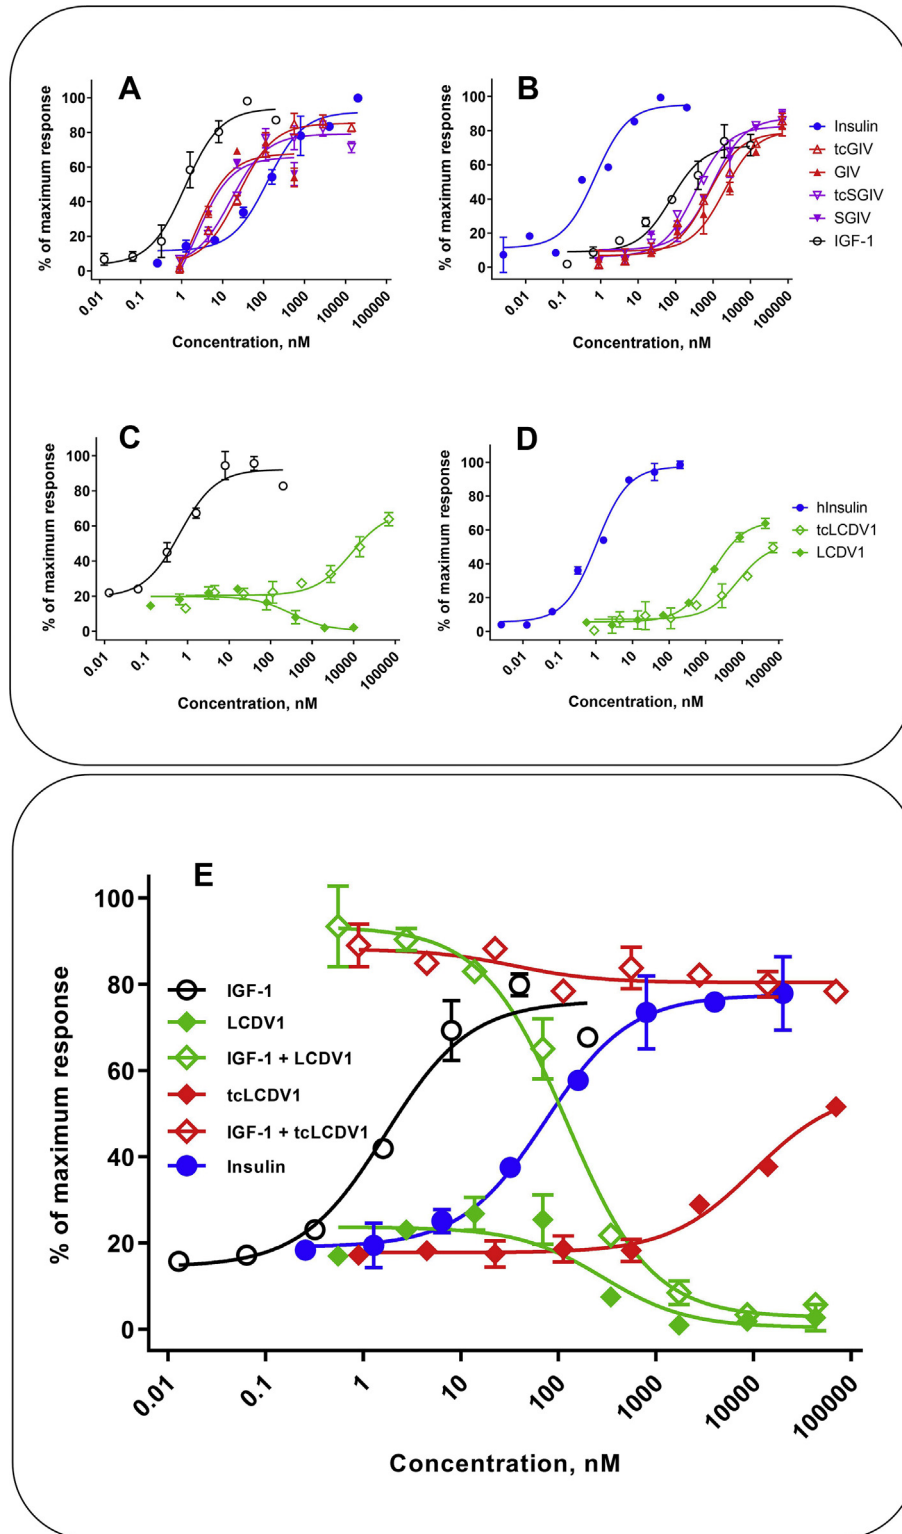 A
% of maximum response
100
80
60
40
20
0
0.01
0.1
1
10
100
1000
10000
100000
Concentration, nM
B
% of maximum response
100
80
60
40
20
0
0.01
0.1
1
10
100
1000
10000
100000
Concentration, nM
Insulin
tcGIV
GIV
tcSGIV
SGIV
IGF-1
C
% of maximum response
100
80
60
40
20
0
0.01
0.1
1
10
100
1000
10000
100000
Concentration, nM
D
% of maximum response
100
80
60
40
20
0
0.01
0.1
1
10
100
1000
10000
100000
Concentration, nM
hInsulin
tcLCDV1
LCDV1
E
% of maximum response
100
80
60
40
20
0
IGF-1
LCDV1
IGF-1 + LCDV1
tcLCDV1
IGF-1 + tcLCDV1
Insulin
0.01
0.1
1
10
100
1000
10000
100000
Concentration, nM